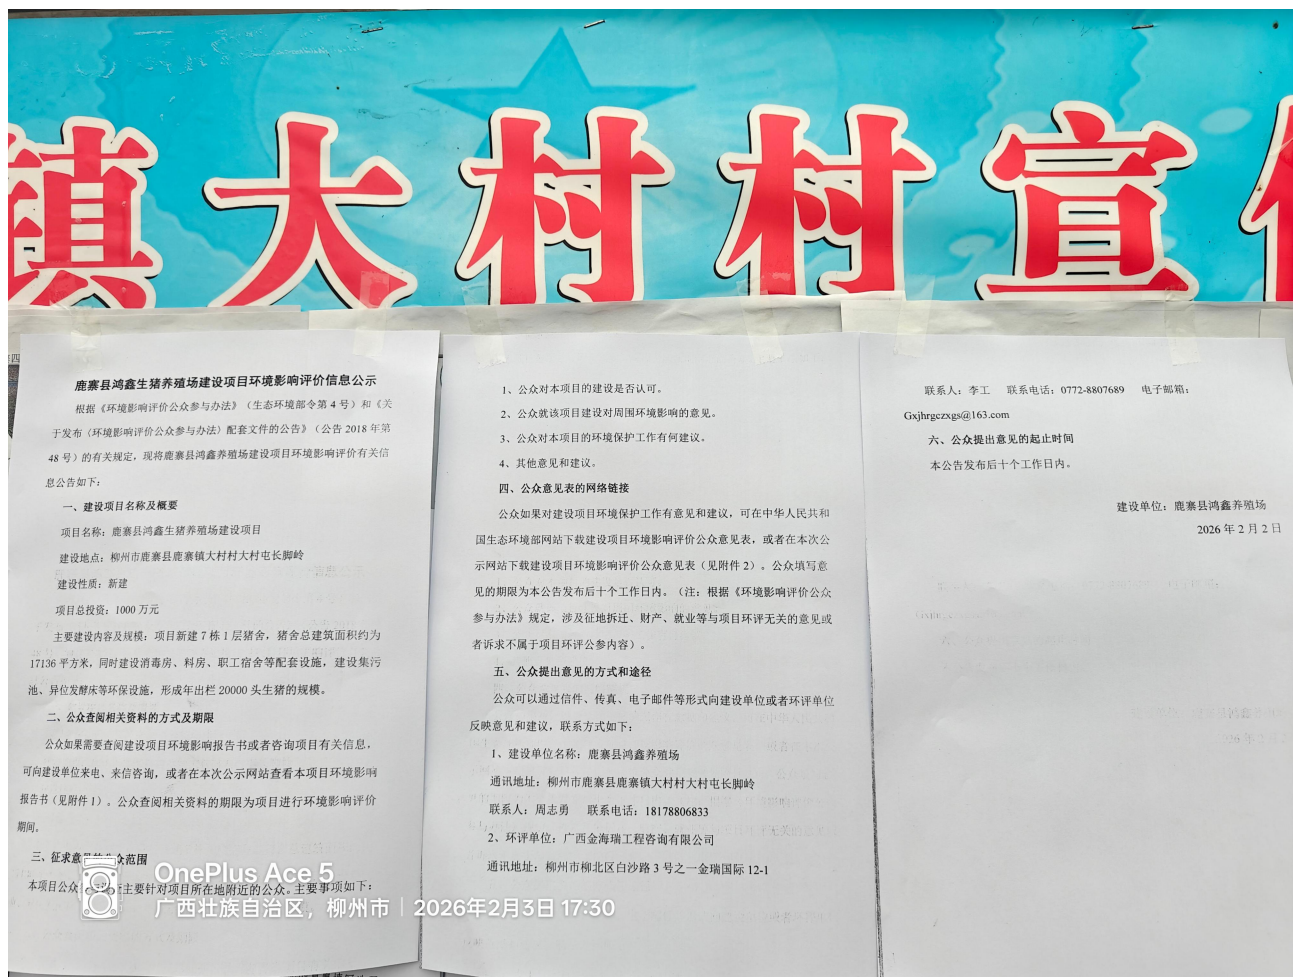 镇大村村宣
鹿寨县鸿鑫生猪养殖场建设项目环境影响评价信息公示
根据《环境影响评价公众参与办法》（生态环境部令第 4 号）和《关
于发布〈环境影响评价公众参与办法〉配套文件的公告》（公告 2018 年第
48 号）的有关规定，现将鹿寨县鸿鑫养殖场建设项目环境影响评价有关信
息公告如下：
一、建设项目名称及概要
项目名称：鹿寨县鸿鑫生猪养殖场建设项目
建设地点：柳州市鹿寨县鹿寨镇大村村大村屯长脚岭
建设性质：新建
项目总投资：1000 万元
主要建设内容及规模：项目新建 7 栋 1 层猪舍，猪舍总建筑面积约为
17136 平方米，同时建设消毒房、料房、职工宿舍等配套设施，建设集污
池、异位发酵床等环保设施，形成年出栏 20000 头生猪的规模。
二、公众查阅相关资料的方式及期限
公众如果需要查阅建设项目环境影响报告书或者咨询项目有关信息，
可向建设单位来电、来信咨询，或者在本次公示网站查看本项目环境影响
报告书（见附件 1）。公众查阅相关资料的期限为项目进行环境影响评价
期间。
三、征求意见的公众范围
本项目公众 主要针对项目所在地附近的公众。主要事项如下：
1、公众对本项目的建设是否认可。
2、公众就该项目建设对周围环境影响的意见。
3、公众对本项目的环境保护工作有何建议。
4、其他意见和建议。
四、公众意见表的网络链接
公众如果对建设项目环境保护工作有意见和建议，可在中华人民共和
国生态环境部网站下载建设项目环境影响评价公众意见表，或者在本次公
示网站下载建设项目环境影响评价公众意见表（见附件 2）。公众填写意
见的期限为本公告发布后十个工作日内。（注：根据《环境影响评价公众
参与办法》规定，涉及征地拆迁、财产、就业等与项目环评无关的意见或
者诉求不属于项目环评公参内容）。
五、公众提出意见的方式和途径
公众可以通过信件、传真、电子邮件等形式向建设单位或者环评单位
反映意见和建议，联系方式如下：
1、建设单位名称：鹿寨县鸿鑫养殖场
通讯地址：柳州市鹿寨县鹿寨镇大村村大村屯长脚岭
联系人：周志勇 联系电话：18178806833
2、环评单位：广西金海瑞工程咨询有限公司
通讯地址：柳州市柳北区白沙路 3 号之一金瑞国际 12-1
联系人：李工 联系电话：0772-8807689 电子邮箱：
Gxjhrgczxgs@163.com
六、公众提出意见的起止时间
本公告发布后十个工作日内。
建设单位：鹿寨县鸿鑫养殖场
2026 年 2 月 2 日
OnePlus Ace 5
广西壮族自治区，柳州市｜2026年2月3日 17:30